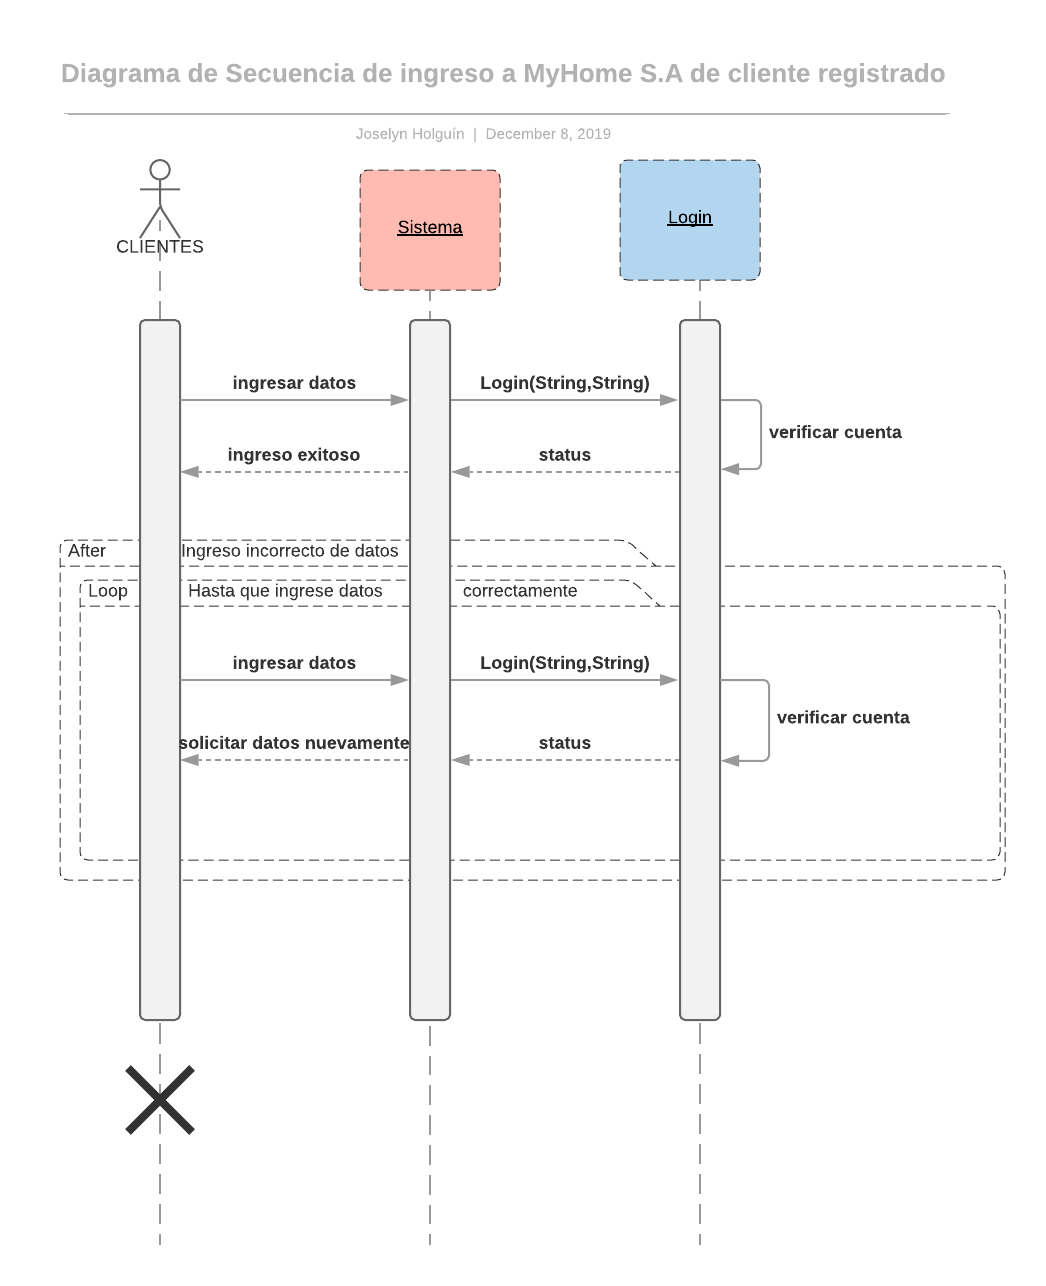 Diagrama de Secuencia de ingreso a MyHome S.A de cliente registrado
Joselyn Holguín | December 8, 2019
CLIENTES
Sistema
Login
ingresar datos
Login(String,String)
verificar cuenta
ingreso exitoso
status
After
Ingreso incorrecto de datos
Loop
Hasta que ingrese datos
correctamente
ingresar datos
Login(String,String)
verificar cuenta
solicitar datos nuevamente
status